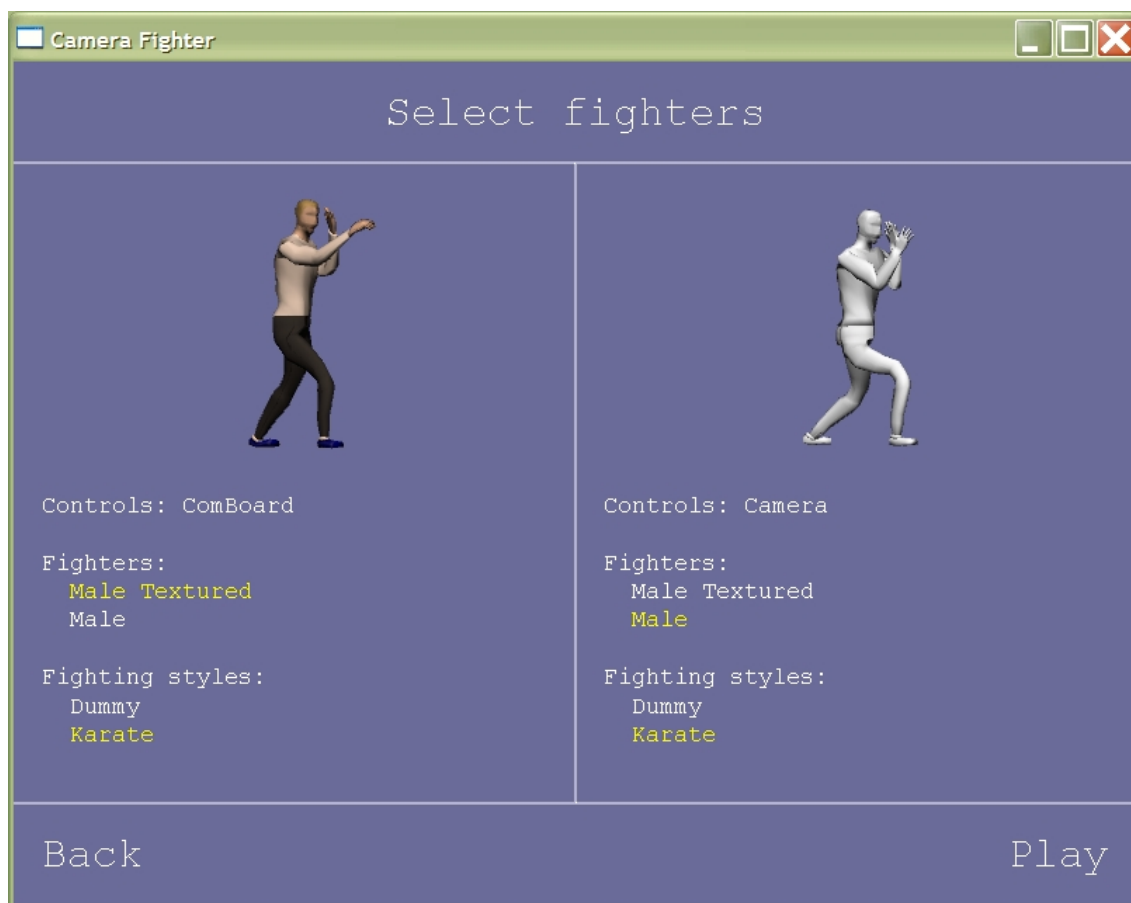 Camera Fighter
Select fighters
Controls: ComBoard
Fighters:
Male Textured
Male
Fighting styles:
Dummy
Karate
Controls: Camera
Fighters:
Male Textured
Male
Fighting styles:
Dummy
Karate
Back
Play